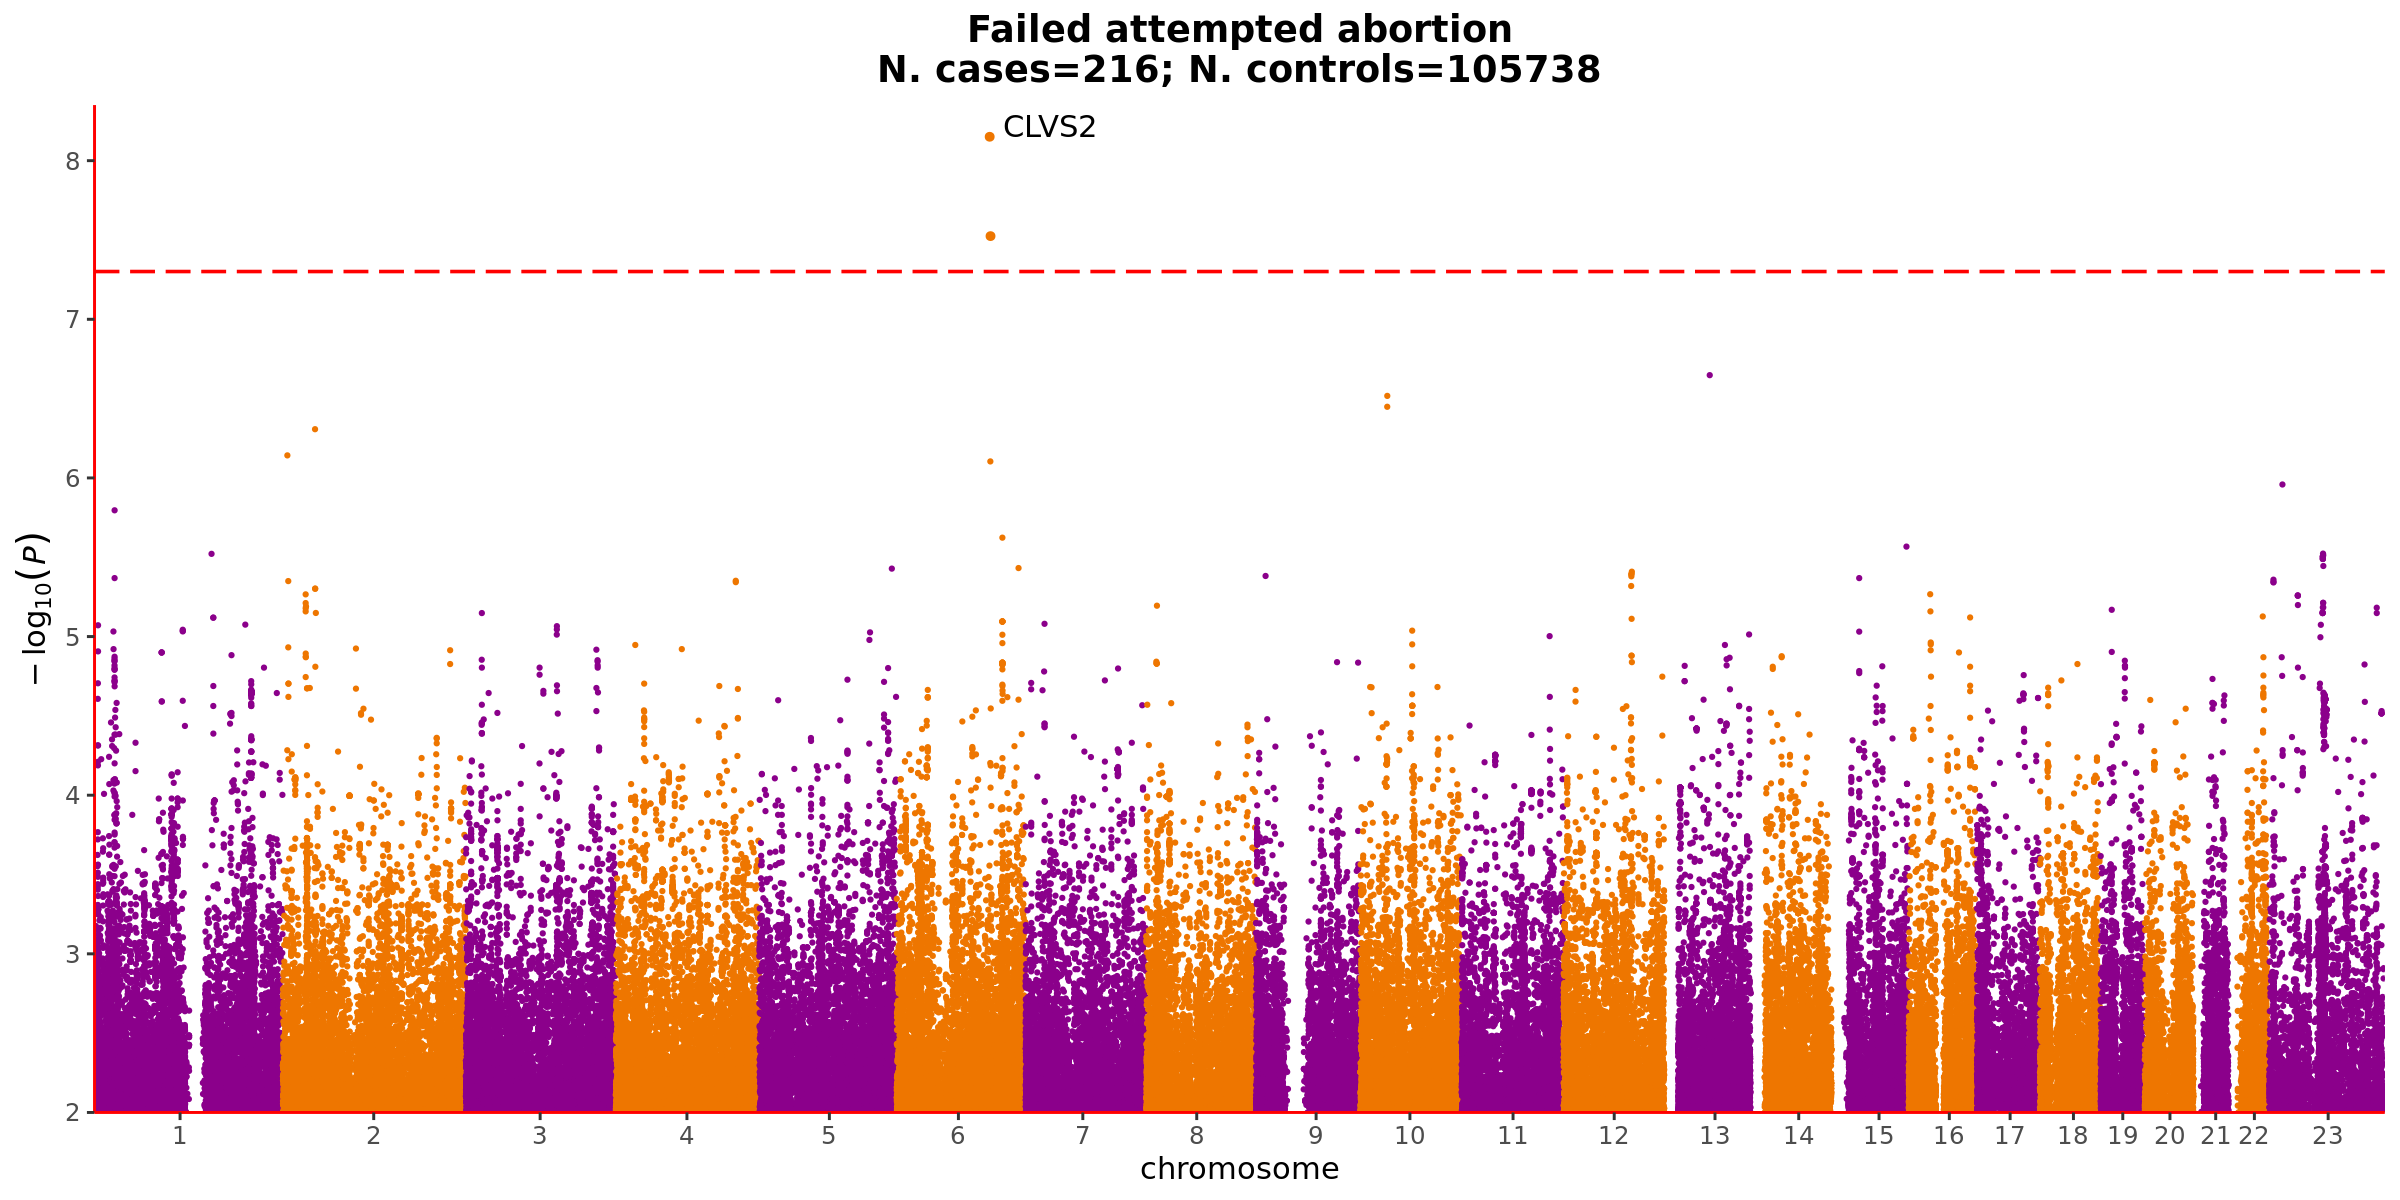 Failed attempted abortion
N. cases=216; N. controls=105738
CLVS2
8
7
6
5
4
3
2
−log10(P)
1 2 3 4 5 6 7 8 9 10 11 12 13 14 15 16 17 18 19 20 21 22 23
chromosome